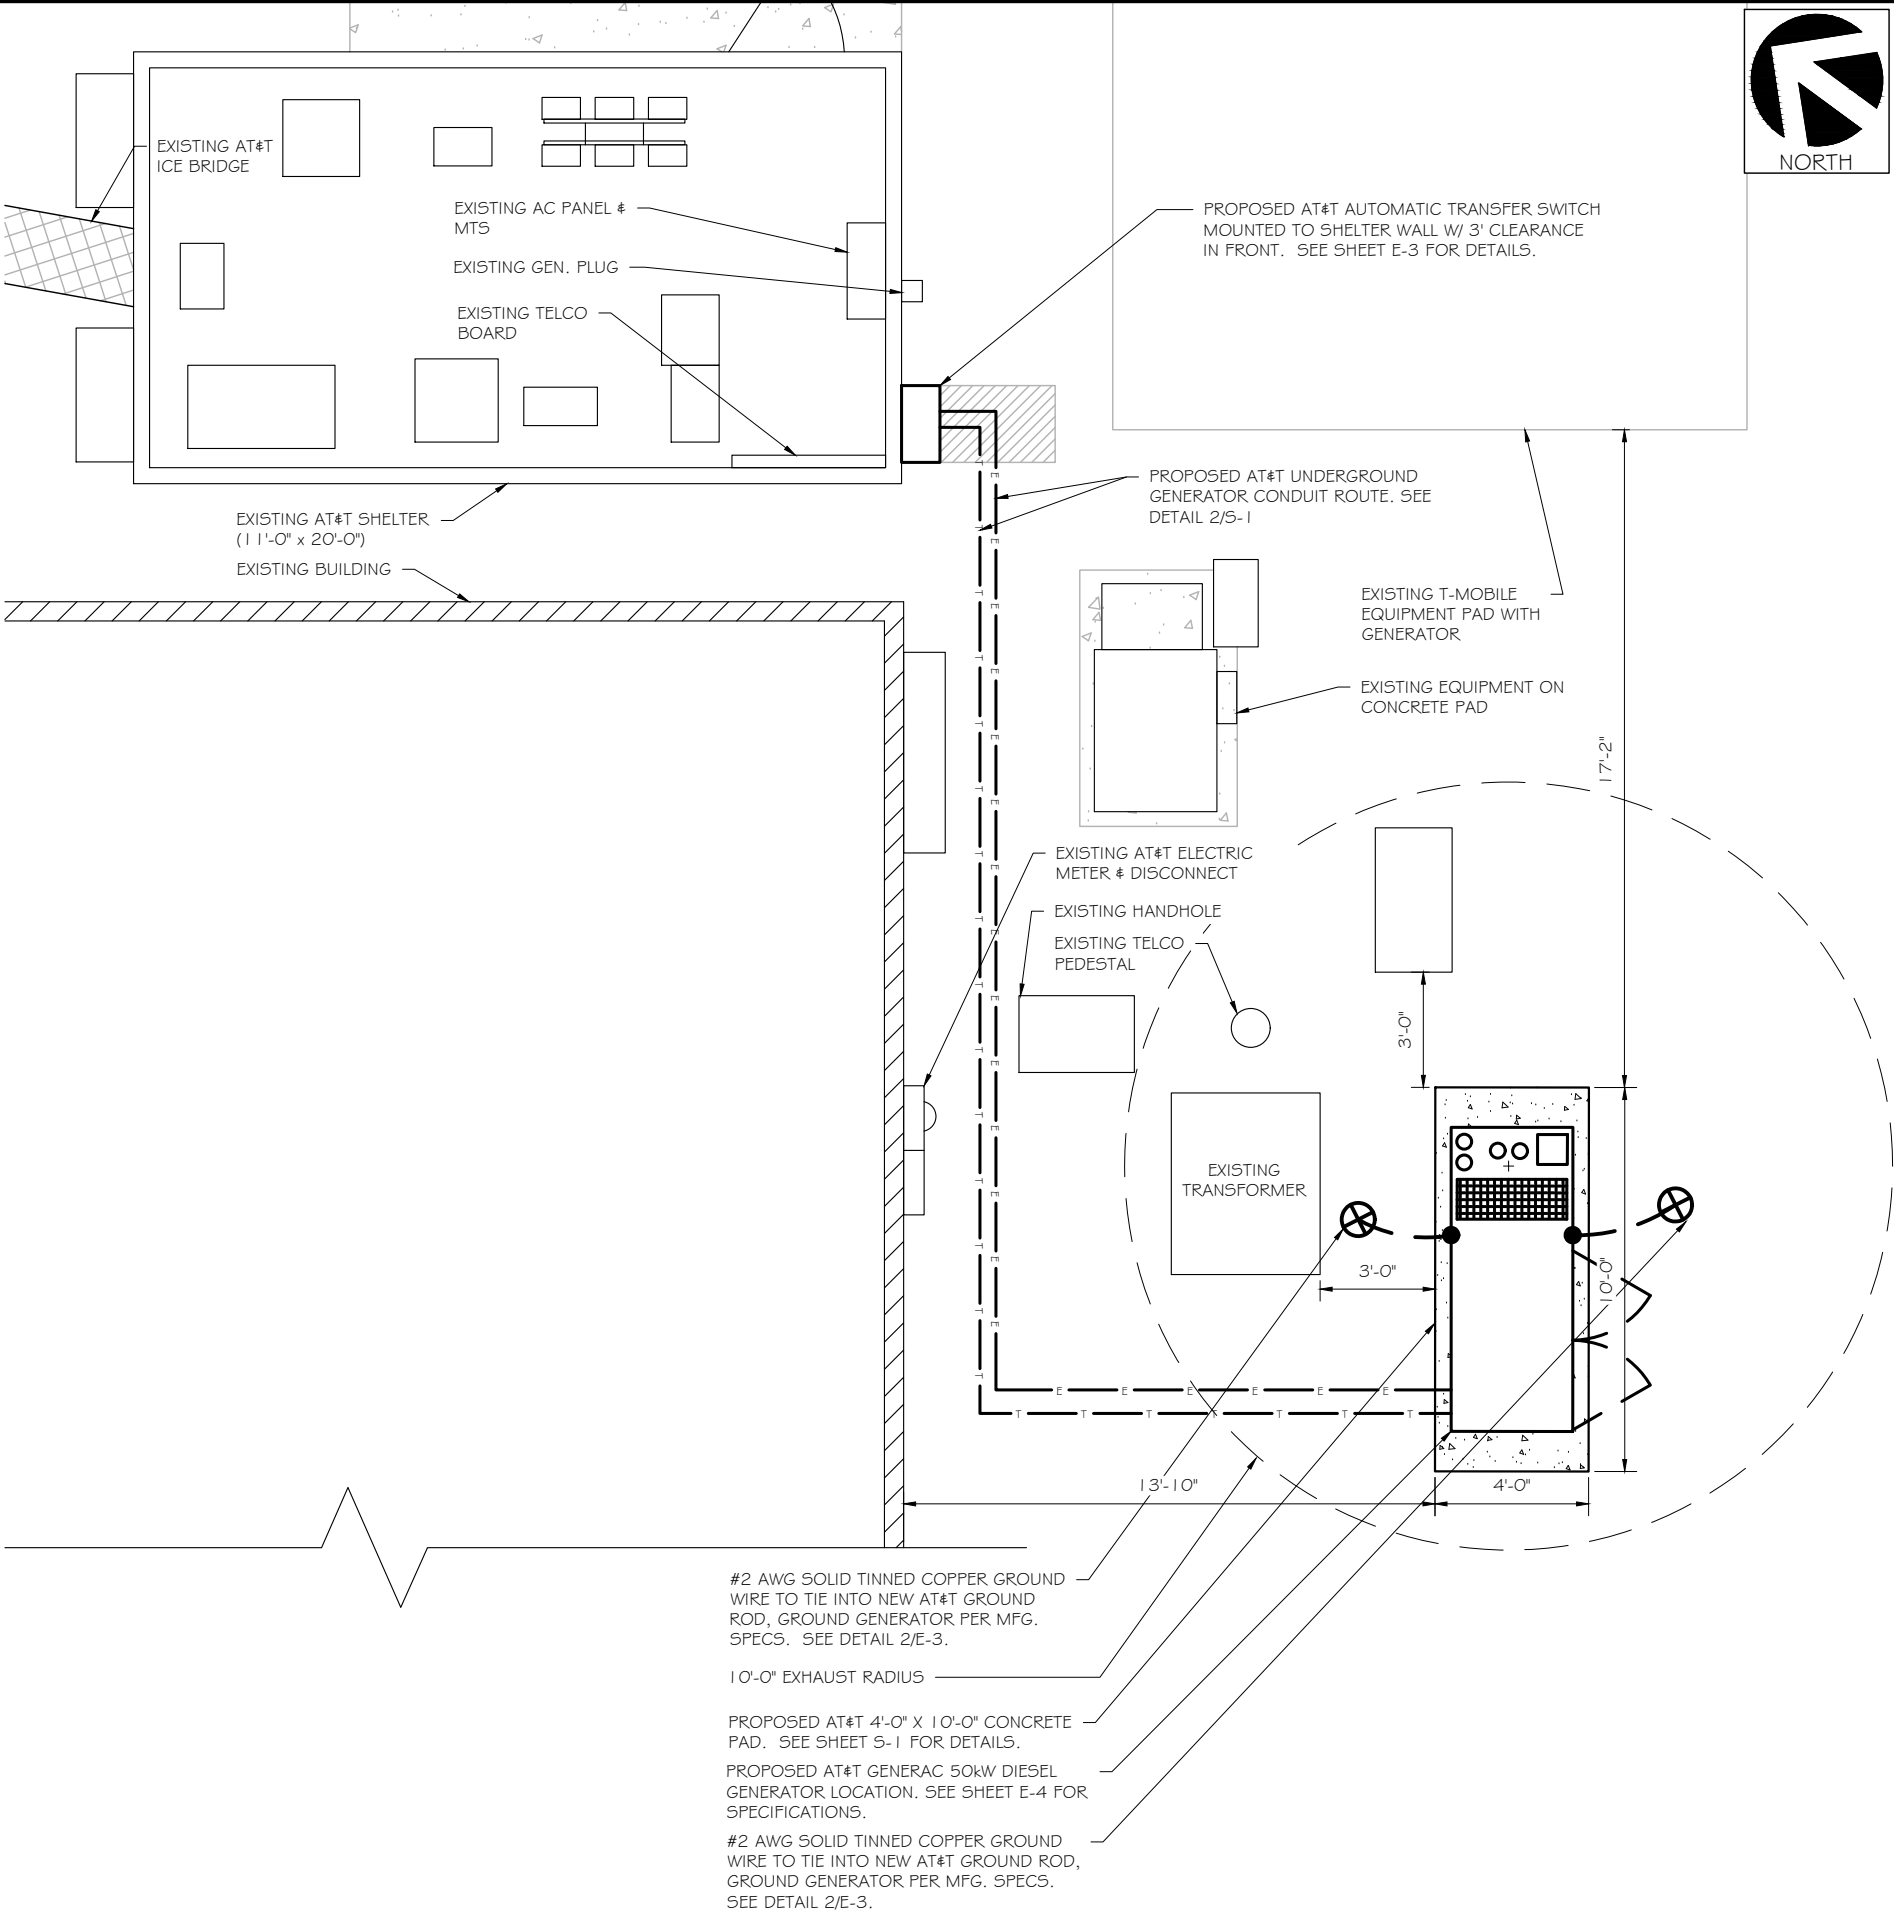 NORTH
EXISTING AT&T
ICE BRIDGE
EXISTING AC PANEL &
MTS
EXISTING GEN. PLUG
EXISTING TELCO
BOARD
PROPOSED AT&T AUTOMATIC TRANSFER SWITCH
MOUNTED TO SHELTER WALL W/ 3' CLEARANCE
IN FRONT. SEE SHEET E-3 FOR DETAILS.
PROPOSED AT&T UNDERGROUND
GENERATOR CONDUIT ROUTE. SEE
DETAIL 2/S-1
EXISTING AT&T SHELTER
(11'-0" x 20'-0")
EXISTING BUILDING
EXISTING T-MOBILE
EQUIPMENT PAD WITH
GENERATOR
EXISTING EQUIPMENT ON
CONCRETE PAD
17'-2"
EXISTING AT&T ELECTRIC
METER & DISCONNECT
EXISTING HANDHOLE
EXISTING TELCO
PEDESTAL
3'-0"
EXISTING
TRANSFORMER
3'-0"
10'-0"
E E E E E E
T T T T T T T
13'-10"
4'-0"
#2 AWG SOLID TINNED COPPER GROUND
WIRE TO TIE INTO NEW AT&T GROUND
ROD, GROUND GENERATOR PER MFG.
SPECS. SEE DETAIL 2/E-3.
10'-0" EXHAUST RADIUS
PROPOSED AT&T 4'-0" X 10'-0" CONCRETE
PAD. SEE SHEET S-1 FOR DETAILS.
PROPOSED AT&T GENERAC 50kW DIESEL
GENERATOR LOCATION. SEE SHEET E-4 FOR
SPECIFICATIONS.
#2 AWG SOLID TINNED COPPER GROUND
WIRE TO TIE INTO NEW AT&T GROUND ROD,
GROUND GENERATOR PER MFG. SPECS.
SEE DETAIL 2/E-3.